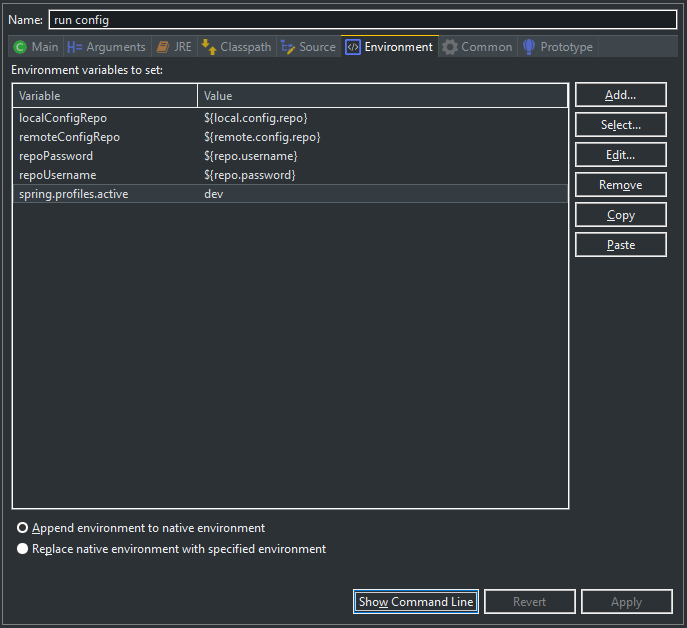 Name: run config
Main Arguments JRE Classpath Source Environment Common Prototype
Environment variables to set:
Variable Value
localConfigRepo ${local.config.repo}
remoteConfigRepo ${remote.config.repo}
repoPassword ${repo.username}
repoUsername ${repo.password}
spring.profiles.active dev
Add...
Select...
Edit...
Remove
Copy
Paste
Append environment to native environment
Replace native environment with specified environment
Show Command Line Revert Apply